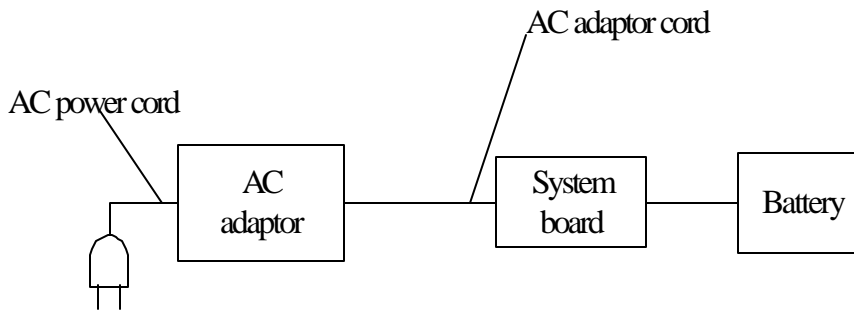 AC adaptor cord
AC power cord
AC
adaptor
System
board
Battery